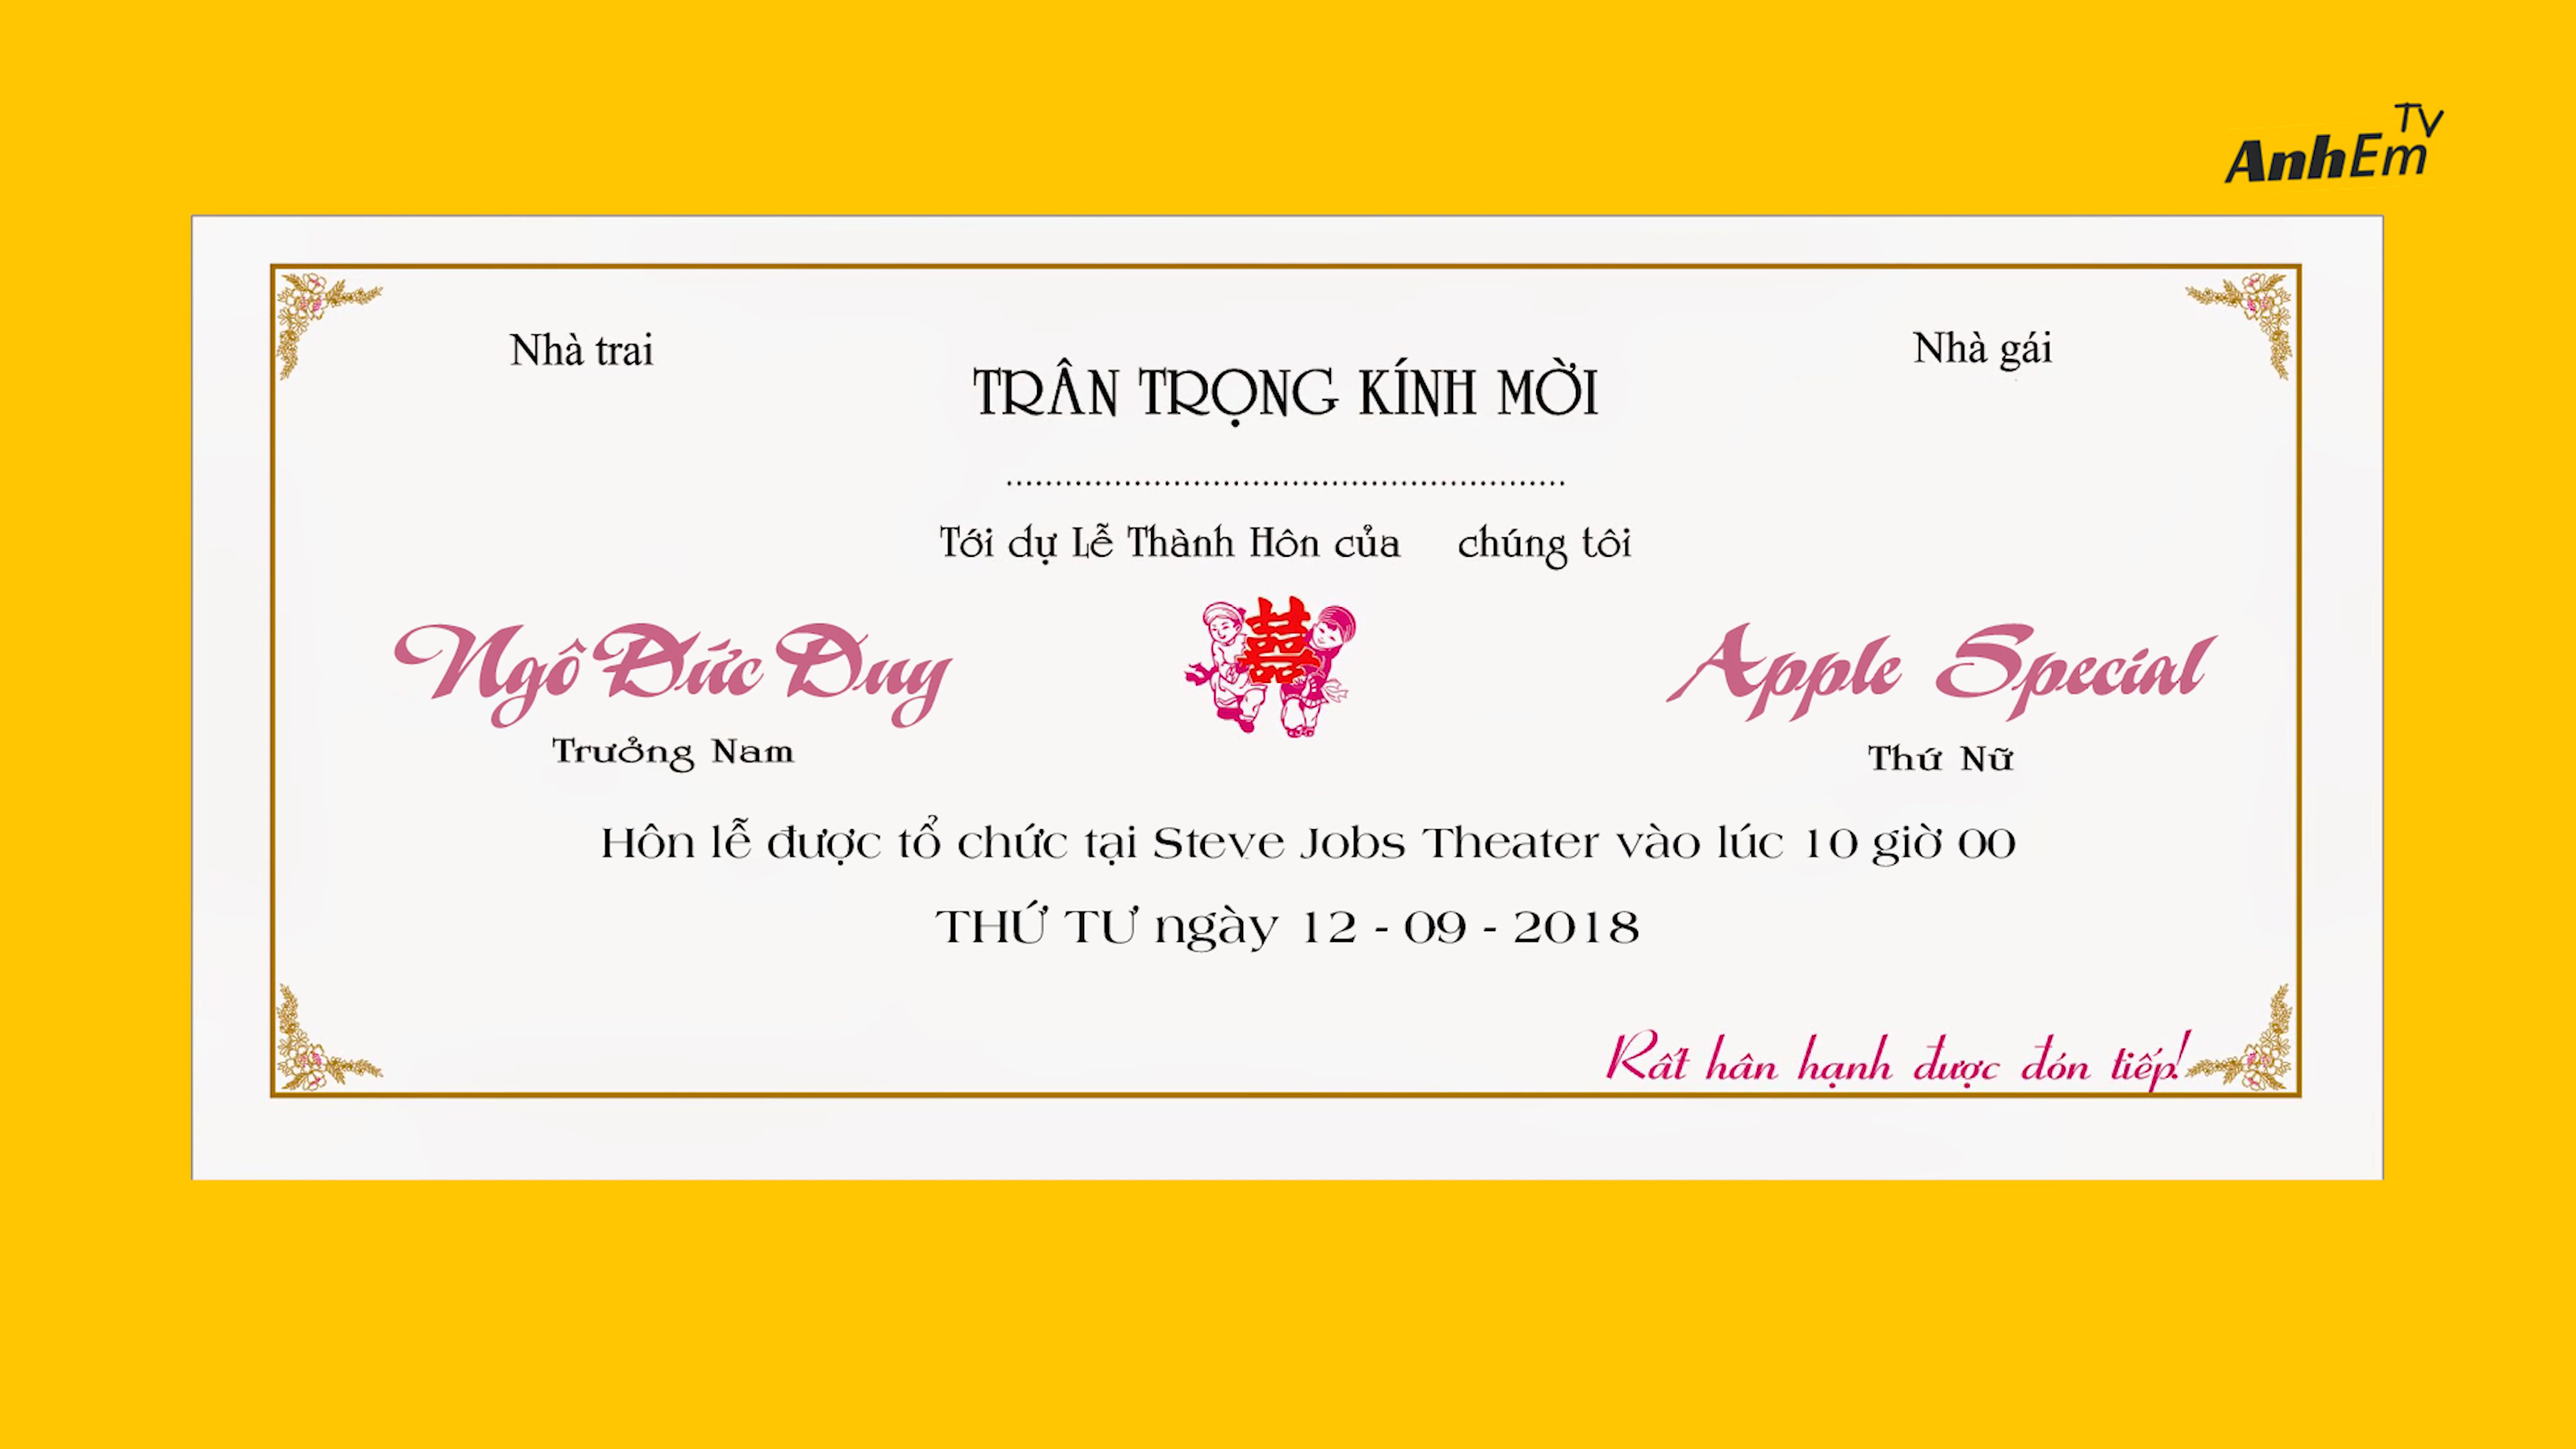 AnhEm TV
Nhà trai
Nhà gái
TRÂN TRỌNG KÍNH MỜI
........................................................
Tới dự Lễ Thành Hôn của chúng tôi
囍
Ngô Đức Duy
Apple Special
Trưởng Nam
Thứ Nữ
Hôn lễ được tổ chức tại Steve Jobs Theater vào lúc 10 giờ 00
THỨ TƯ ngày 12 - 09 - 2018
Rất hân hạnh được đón tiếp!